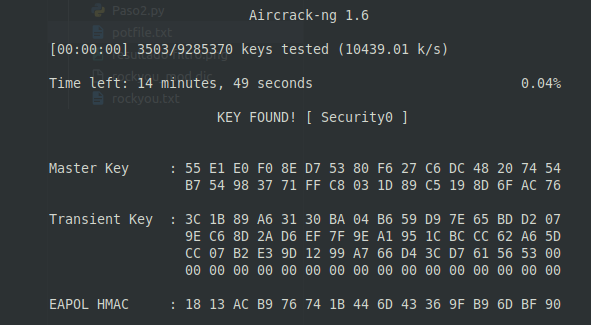 Aircrack-ng 1.6
Paso2.py
potfile.txt
[00:00:00] 3503/9285370 keys tested (10439.01 k/s)
resultado-nitro.png
rockyou_mod.dic
Time left: 14 minutes, 49 seconds 0.04%
rockyou.txt
KEY FOUND! [ Security0 ]
Master Key : 55 E1 E0 F0 8E D7 53 80 F6 27 C6 DC 48 20 74 54
B7 54 98 37 71 FF C8 03 1D 89 C5 19 8D 6F AC 76
Transient Key : 3C 1B 89 A6 31 30 BA 04 B6 59 D9 7E 65 BD D2 07
9E C6 8D 2A D6 EF 7F 9E A1 95 1C BC CC 62 A6 5D
CC 07 B2 E3 9D 12 99 A7 66 D4 3C D7 61 56 53 00
00 00 00 00 00 00 00 00 00 00 00 00 00 00 00 00
EAPOL HMAC : 18 13 AC B9 76 74 1B 44 6D 43 36 9F B9 6D BF 90